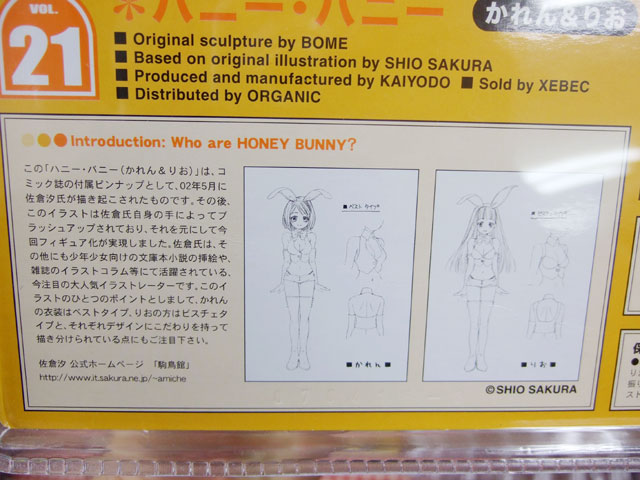 VOL.
21
*ハニー・バニー
かれん&りお
■ Original sculpture by BOME
■ Based on original illustration by SHIO SAKURA
■ Produced and manufactured by KAIYODO ■ Sold by XEBEC
■ Distributed by ORGANIC
Introduction: Who are HONEY BUNNY?
この「ハニー・バニー(かれん&りお)」は、コ
ミック誌の付属ピンナップとして、02年5月に
佐倉汐氏が描き起こされたものです。その後、
このイラストは佐倉氏自身の手によってブ
ラッシュアップされており、それを元にして今
回フィギュア化が実現しました。佐倉氏は、そ
の他にも少年少女向けの文庫本小説の挿絵や、
雑誌のイラストコラム等にて活躍されている、
今注目の大人気イラストレーターです。このイ
ラストのひとつのポイントとしまして、かれん
の衣装はベストタイプ、りおの方はビスチェタ
イプと、それぞれデザインにこだわりを持って
描き分けられている点にもご注目下さい。
佐倉汐 公式ホームページ 「駒鳥館」
http://www.it.sakura.ne.jp/~amiche
■ベスト タイプ
■かれん
■りお
©SHIO SAKURA